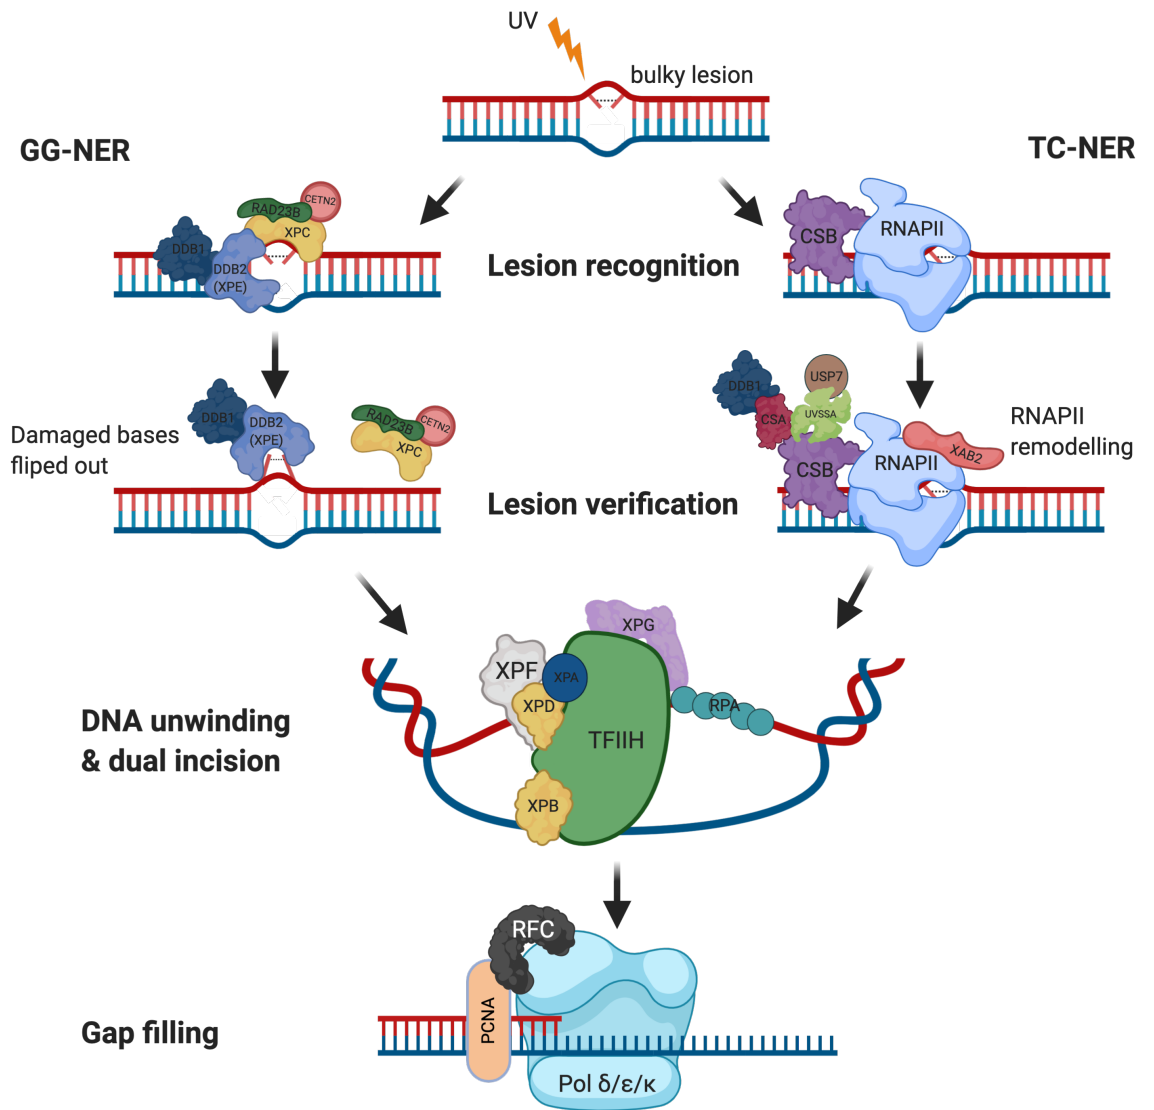 UV
bulky lesion
GG-NER
TC-NER
CETN2
RAD23B
XPC
DDB1
DDB2
(XPE)
CSB
RNAPII
Lesion recognition
DDB1
DDB2
(XPE)
RAD23B
CETN2
XPC
Damaged bases
fliped out
DDB1
USP7
CSA
UVSSA
CSB
RNAPII
XAB2
RNAPII
remodelling
Lesion verification
XPG
XPF
XPA
XPD
RPA
TFIIH
XPB
DNA unwinding
& dual incision
RFC
PCNA
Gap filling
Pol δ/ε/κ